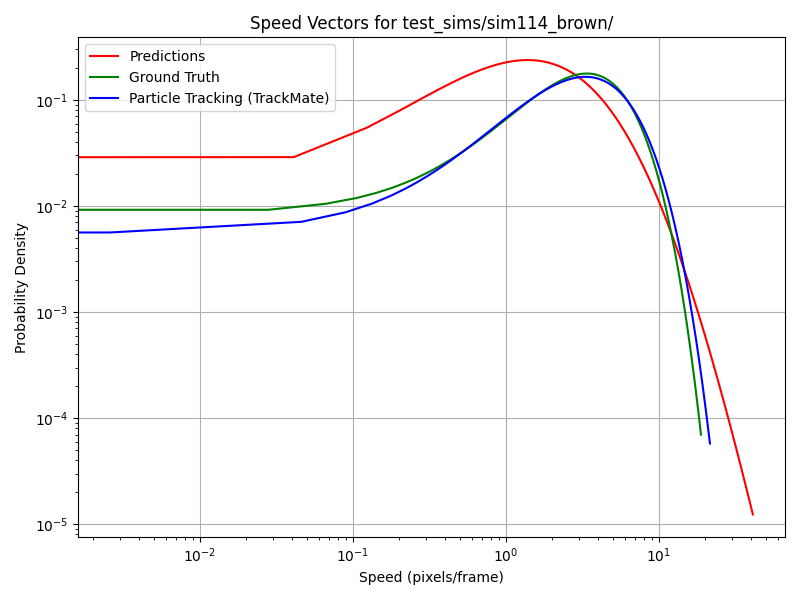 Speed Vectors for test_sims/sim114_brown/
Predictions
Ground Truth
Particle Tracking (TrackMate)
Probability Density
10⁻¹
10⁻²
10⁻³
10⁻⁴
10⁻⁵
10⁻²
10⁻¹
10⁰
10¹
Speed (pixels/frame)